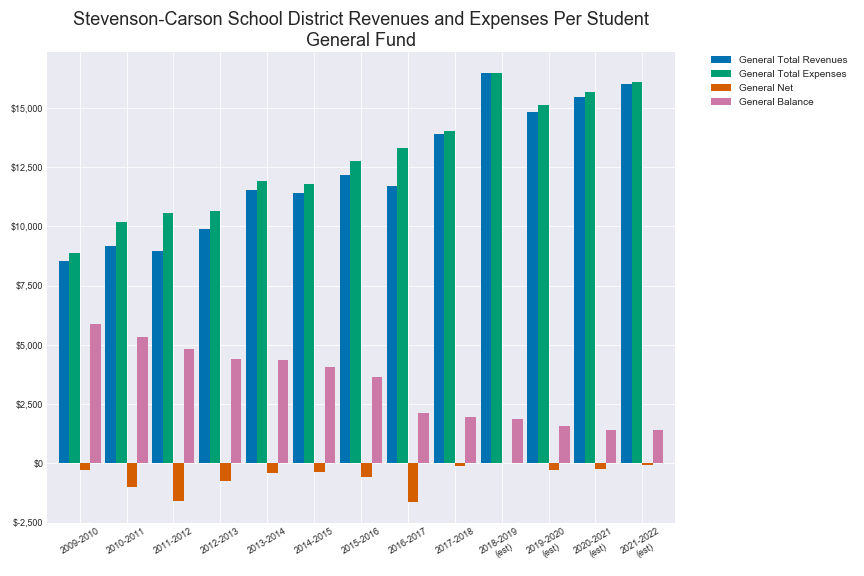 Stevenson-Carson School District Revenues and Expenses Per Student
General Fund
General Total Revenues
General Total Expenses
General Net
General Balance
$15,000
$12,500
$10,000
$7,500
$5,000
$2,500
$0
$-2,500
2009-2010
2010-2011
2011-2012
2012-2013
2013-2014
2014-2015
2015-2016
2016-2017
2017-2018
2018-2019
(est)
2019-2020
(est)
2020-2021
(est)
2021-2022
(est)